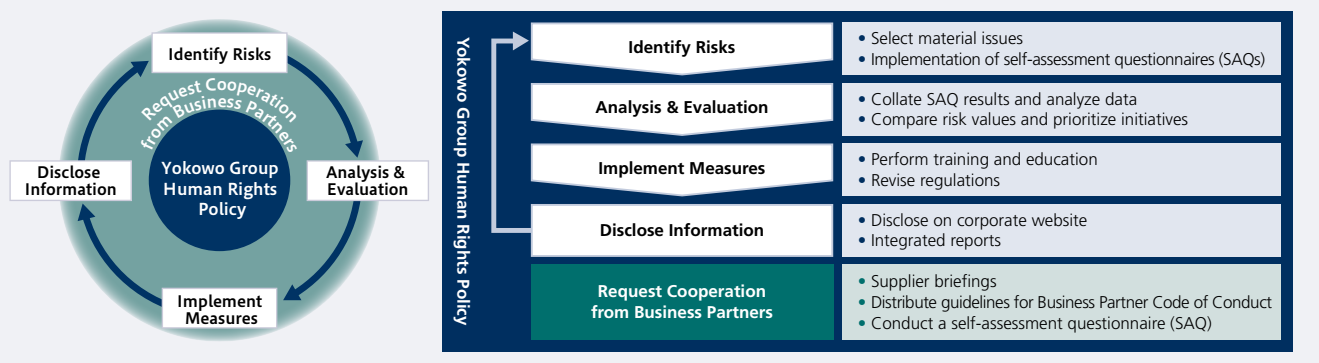 Identify Risks
Request Cooperation
from Business Partners
Disclose
Information
Yokowo Group
Human Rights
Policy
Analysis &
Evaluation
Implement
Measures
Yokowo Group Human Rights Policy
Identify Risks
• Select material issues
• Implementation of self-assessment questionnaires (SAQs)
Analysis & Evaluation
• Collate SAQ results and analyze data
• Compare risk values and prioritize initiatives
Implement Measures
• Perform training and education
• Revise regulations
Disclose Information
• Disclose on corporate website
• Integrated reports
Request Cooperation
from Business Partners
• Supplier briefings
• Distribute guidelines for Business Partner Code of Conduct
• Conduct a self-assessment questionnaire (SAQ)